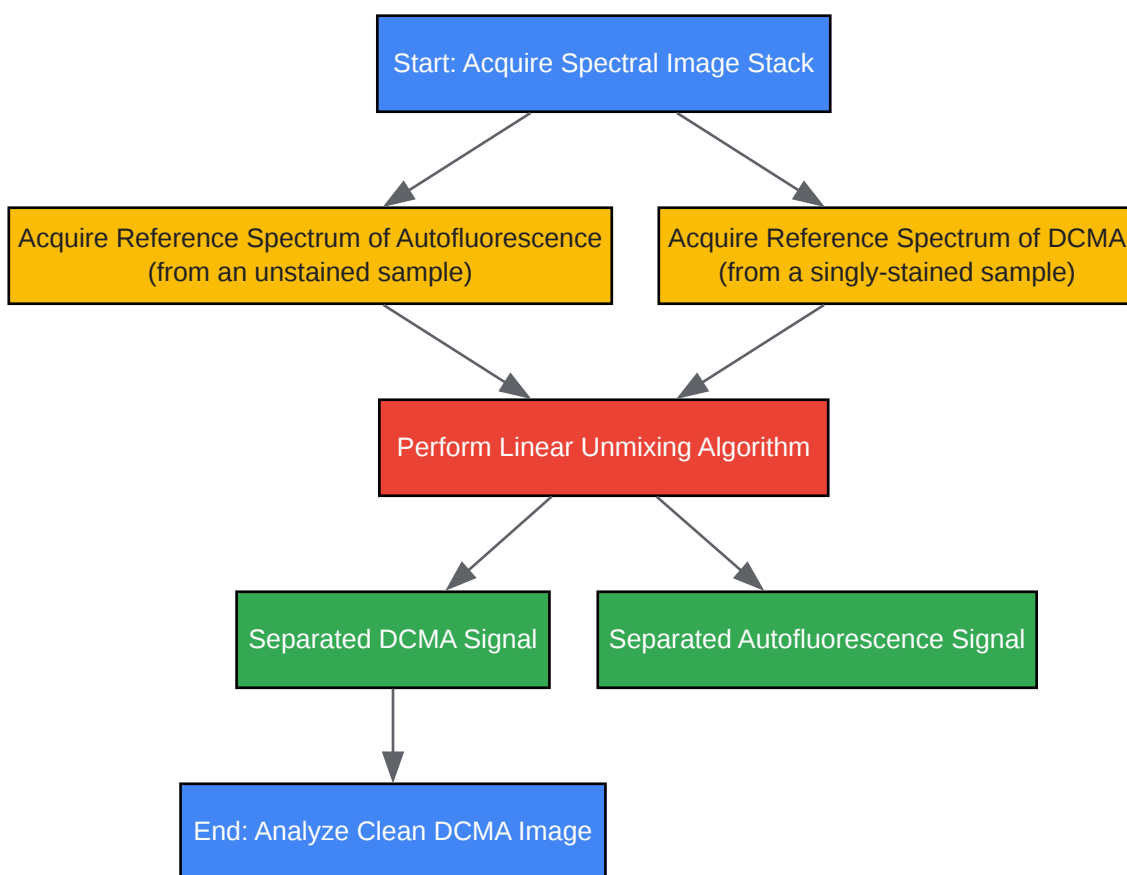 Start: Acquire Spectral Image Stack
Acquire Reference Spectrum of Autofluorescence
(from an unstained sample)
Acquire Reference Spectrum of DCMA
(from a singly-stained sample)
Perform Linear Unmixing Algorithm
Separated DCMA Signal
Separated Autofluorescence Signal
End: Analyze Clean DCMA Image